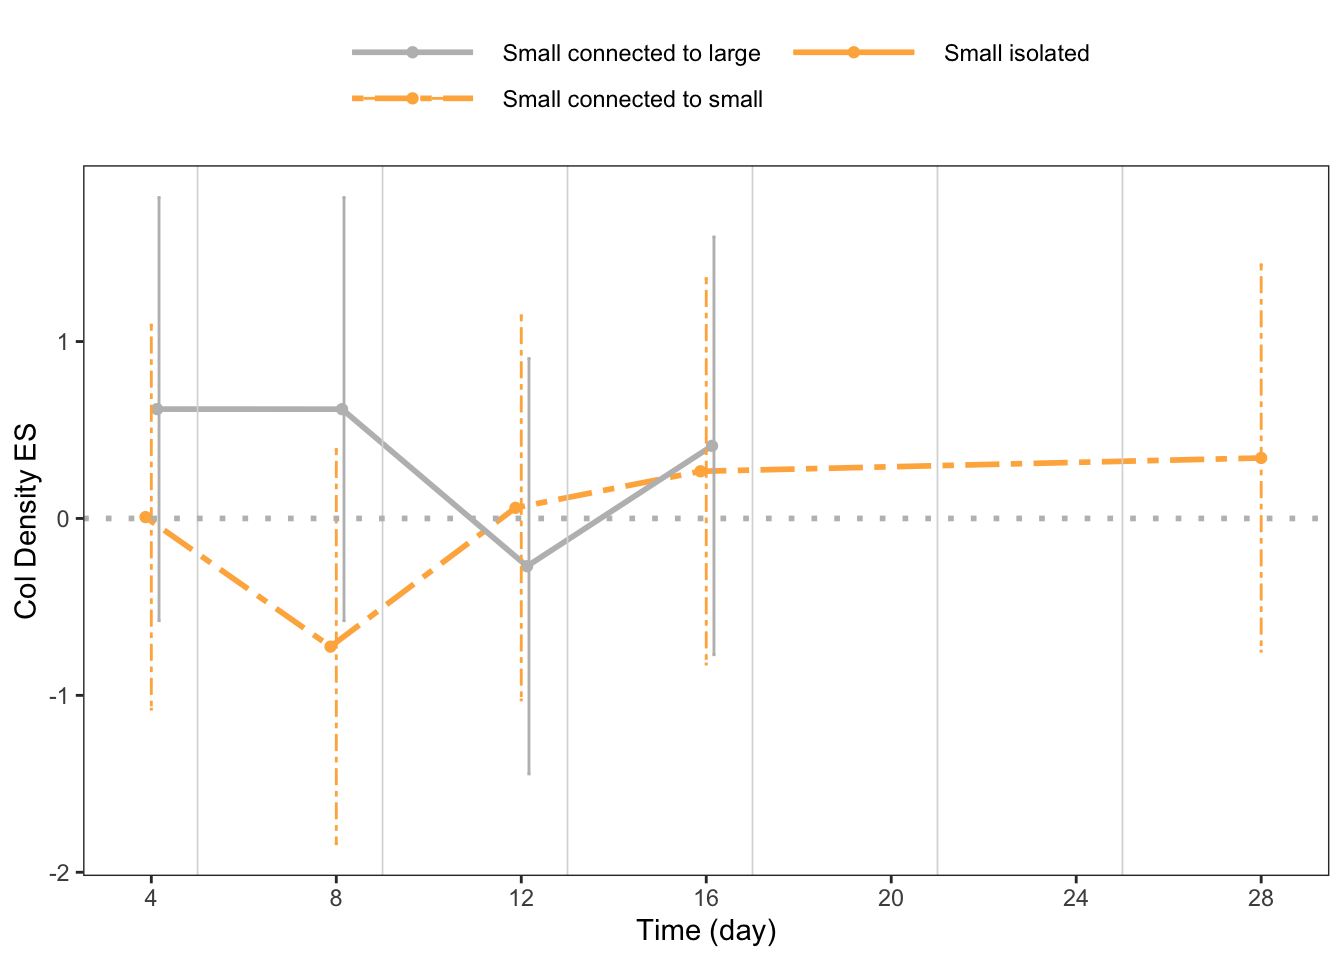 Small connected to large
Small isolated
Small connected to small
Col Density ES
1
0
-1
-2
4 8 12 16 20 24 28
Time (day)